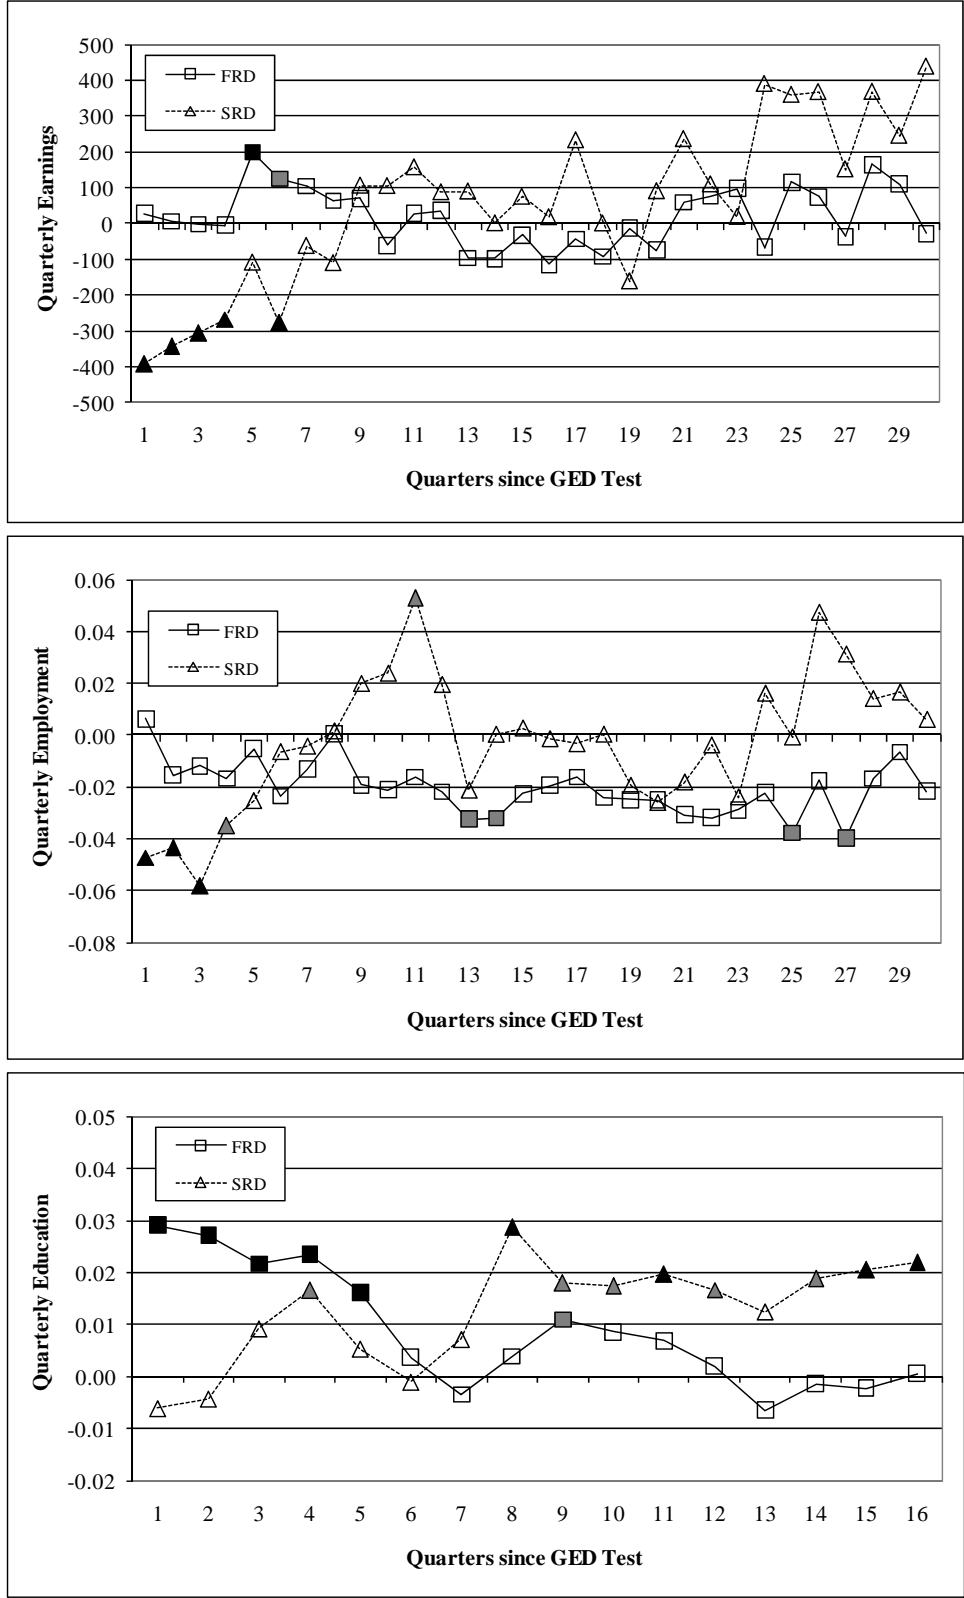 500
400
300
200
100
0
-100
-200
-300
-400
-500
FRD
SRD
Quarterly Earnings
1 3 5 7 9 11 13 15 17 19 21 23 25 27 29
Quarters since GED Test
0.06
0.04
0.02
0.00
-0.02
-0.04
-0.06
-0.08
FRD
SRD
Quarterly Employment
1 3 5 7 9 11 13 15 17 19 21 23 25 27 29
Quarters since GED Test
0.05
0.04
0.03
0.02
0.01
0.00
-0.01
-0.02
FRD
SRD
Quarterly Education
1 2 3 4 5 6 7 8 9 10 11 12 13 14 15 16
Quarters since GED Test